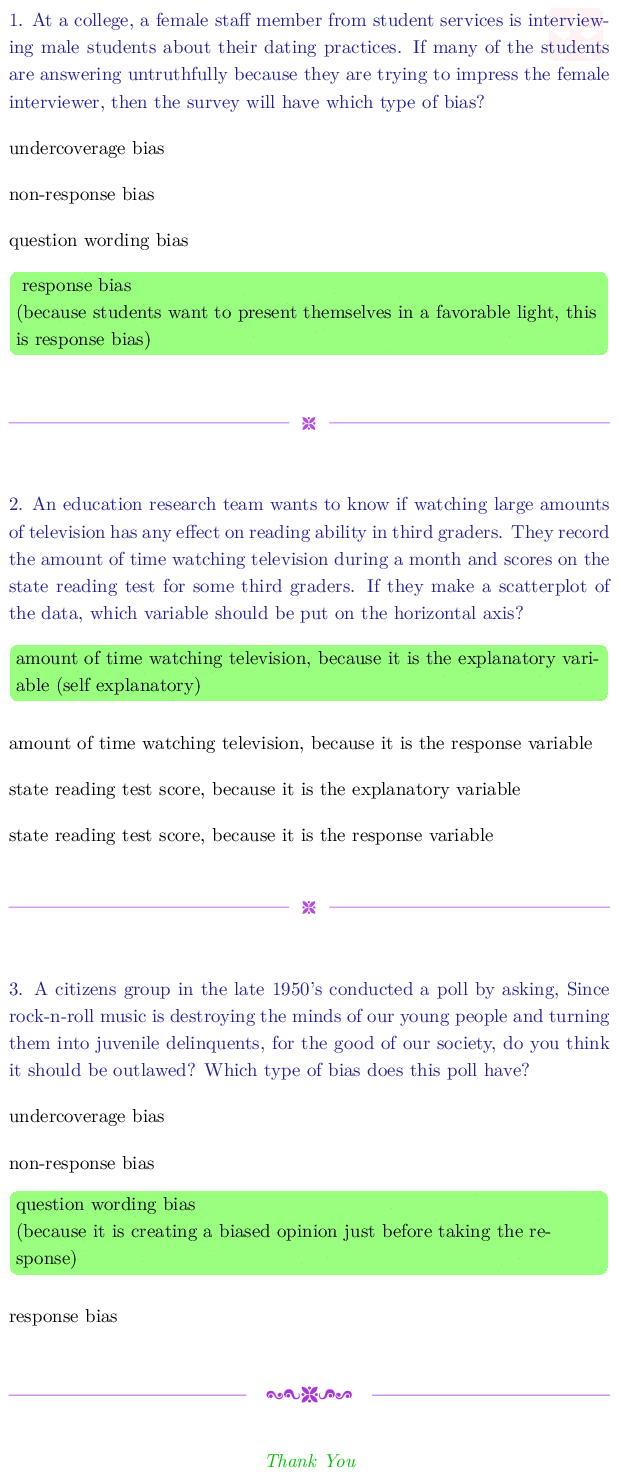 1. At a college, a female staff member from student services is interview-
ing male students about their dating practices. If many of the students
are answering untruthfully because they are trying to impress the female
interviewer, then the survey will have which type of bias?
undercoverage bias
non-response bias
question wording bias
response bias
(because students want to present themselves in a favorable light, this
is response bias)
2. An education research team wants to know if watching large amounts
of television has any effect on reading ability in third graders. They record
the amount of time watching television during a month and scores on the
state reading test for some third graders. If they make a scatterplot of
the data, which variable should be put on the horizontal axis?
amount of time watching television, because it is the explanatory vari-
able (self explanatory)
amount of time watching television, because it is the response variable
state reading test score, because it is the explanatory variable
state reading test score, because it is the response variable
3. A citizens group in the late 1950's conducted a poll by asking, Since
rock-n-roll music is destroying the minds of our young people and turning
them into juvenile delinquents, for the good of our society, do you think
it should be outlawed? Which type of bias does this poll have?
undercoverage bias
non-response bias
question wording bias
(because it is creating a biased opinion just before taking the re-
sponse)
response bias
Thank You